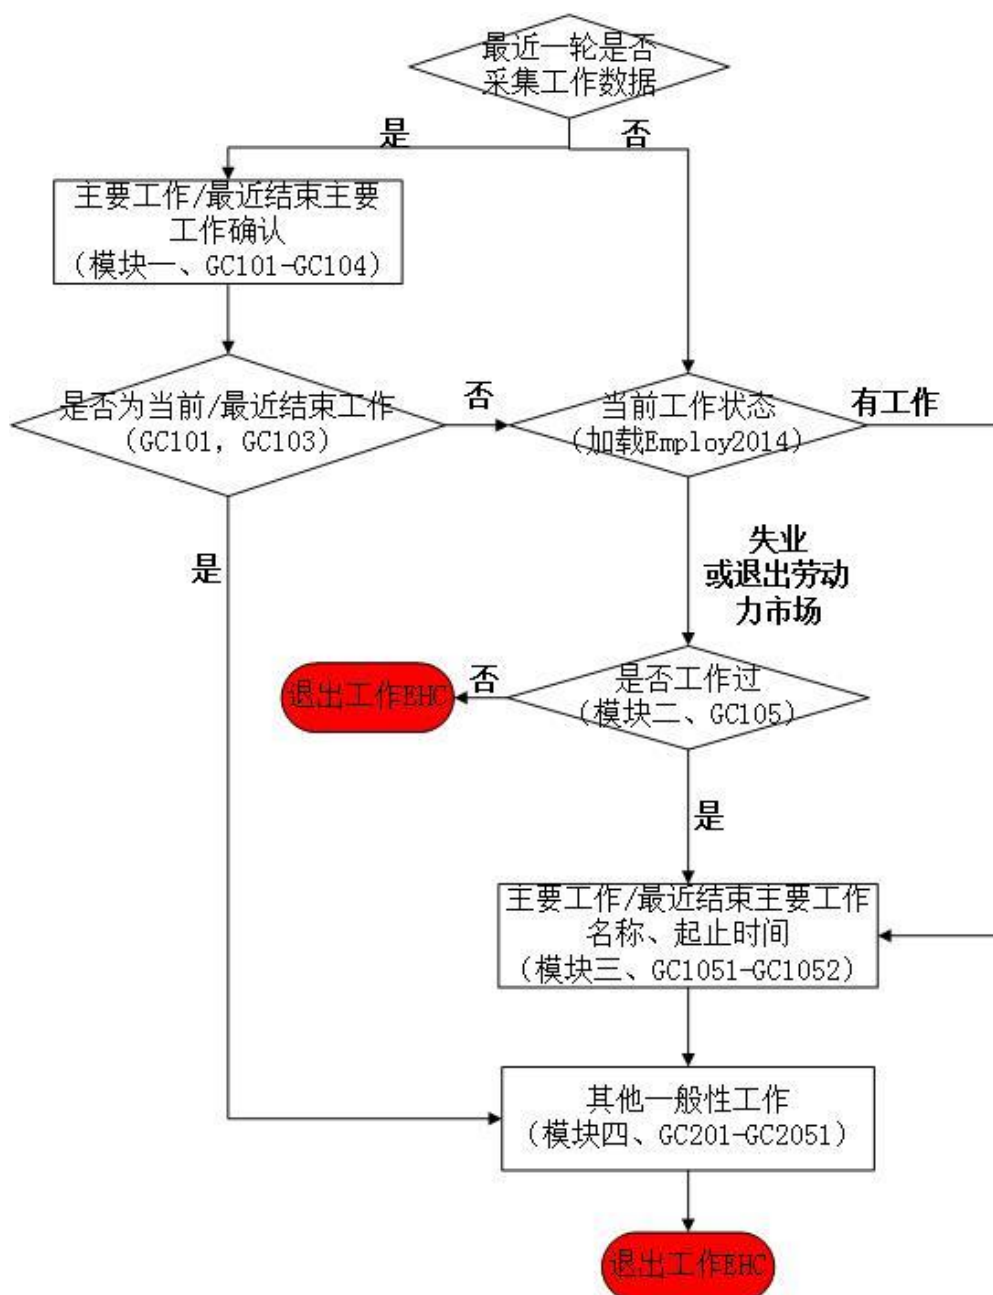 最近一轮是否
采集工作数据
是
否
主要工作/最近结束主要
工作确认
（模块一、GC101-GC104）
是否为当前/最近结束工作
（GC101，GC103）
否
当前工作状态
（加载Employ2014）
有工作
是
失业
或退出劳动
力市场
退出工作EHC
否
是否工作过
（模块二、GC105）
是
主要工作/最近结束主要工作
名称、起止时间
（模块三、GC1051-GC1052）
其他一般性工作
（模块四、GC201-GC2051）
退出工作EHC